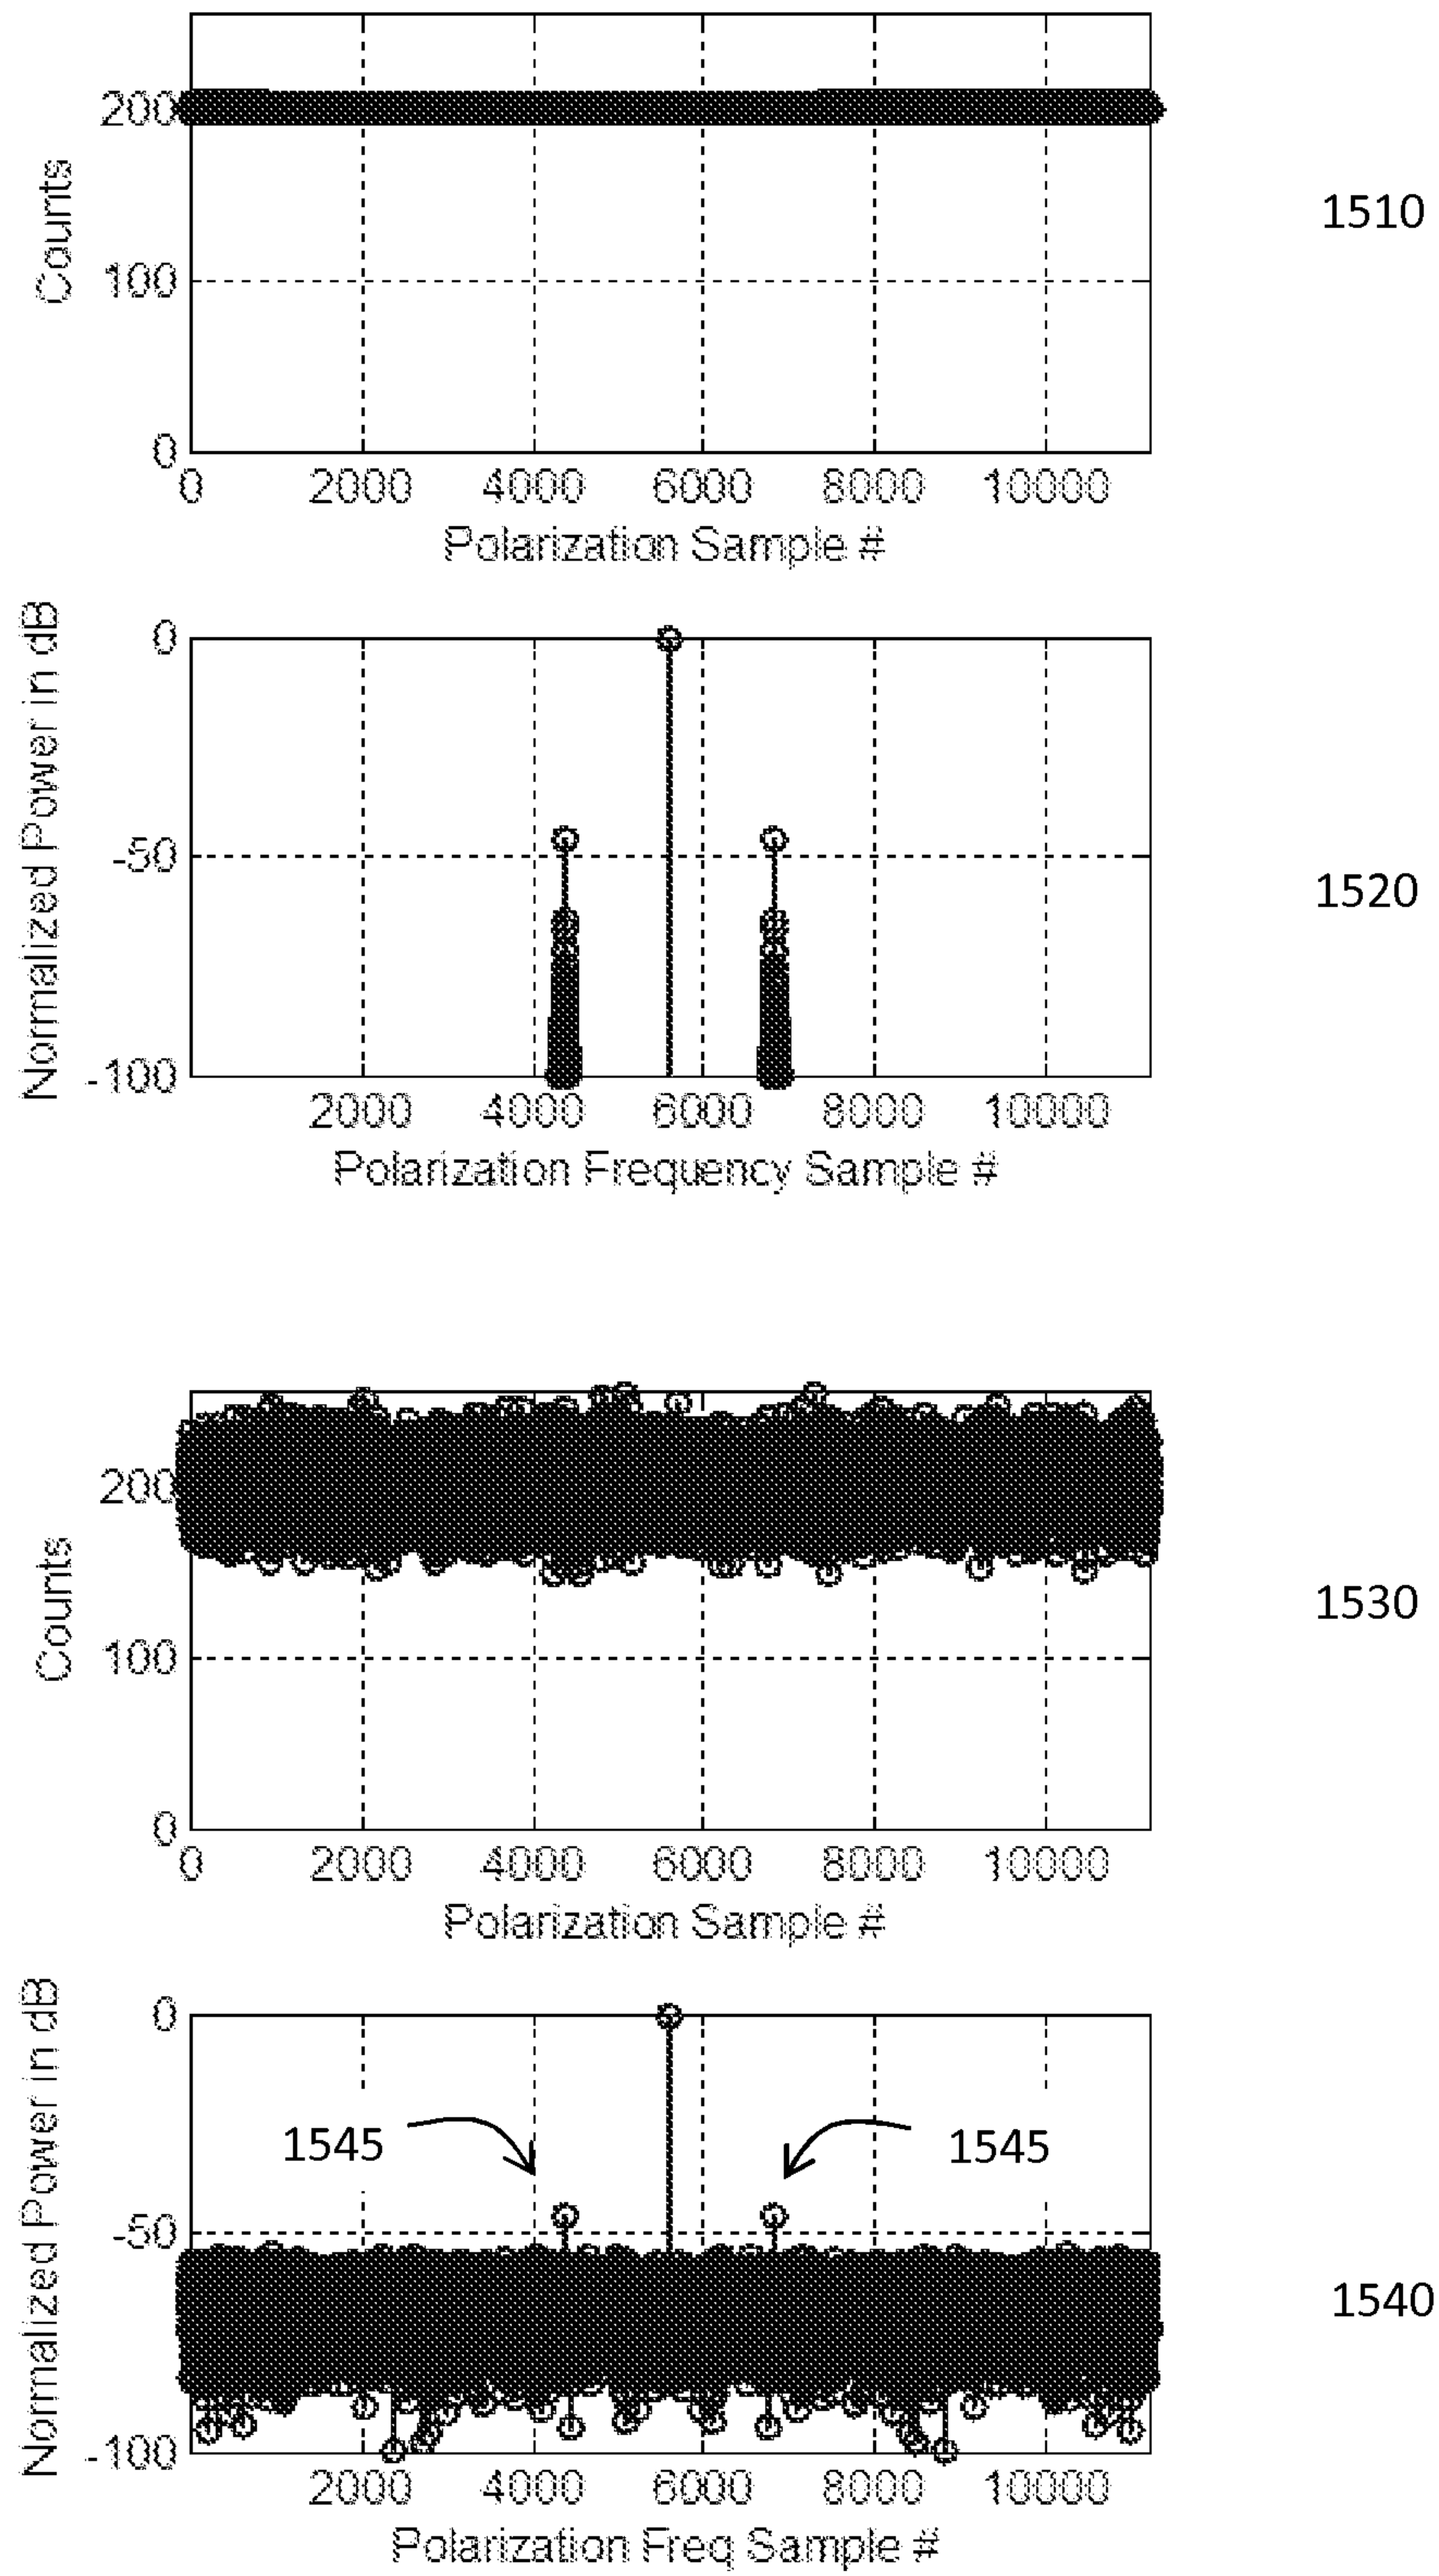 200
100
0
Counts
0 2000 4000 6000 8000 10000
Polarization Sample #
1510
0
-50
-100
Normalized Power in dB
2000 4000 6000 8000 10000
Polarization Frequency Sample #
1520
200
100
0
Counts
0 2000 4000 6000 8000 10000
Polarization Sample #
1530
0
-50
-100
Normalized Power in dB
1545
1545
2000 4000 6000 8000 10000
Polarization Freq Sample #
1540